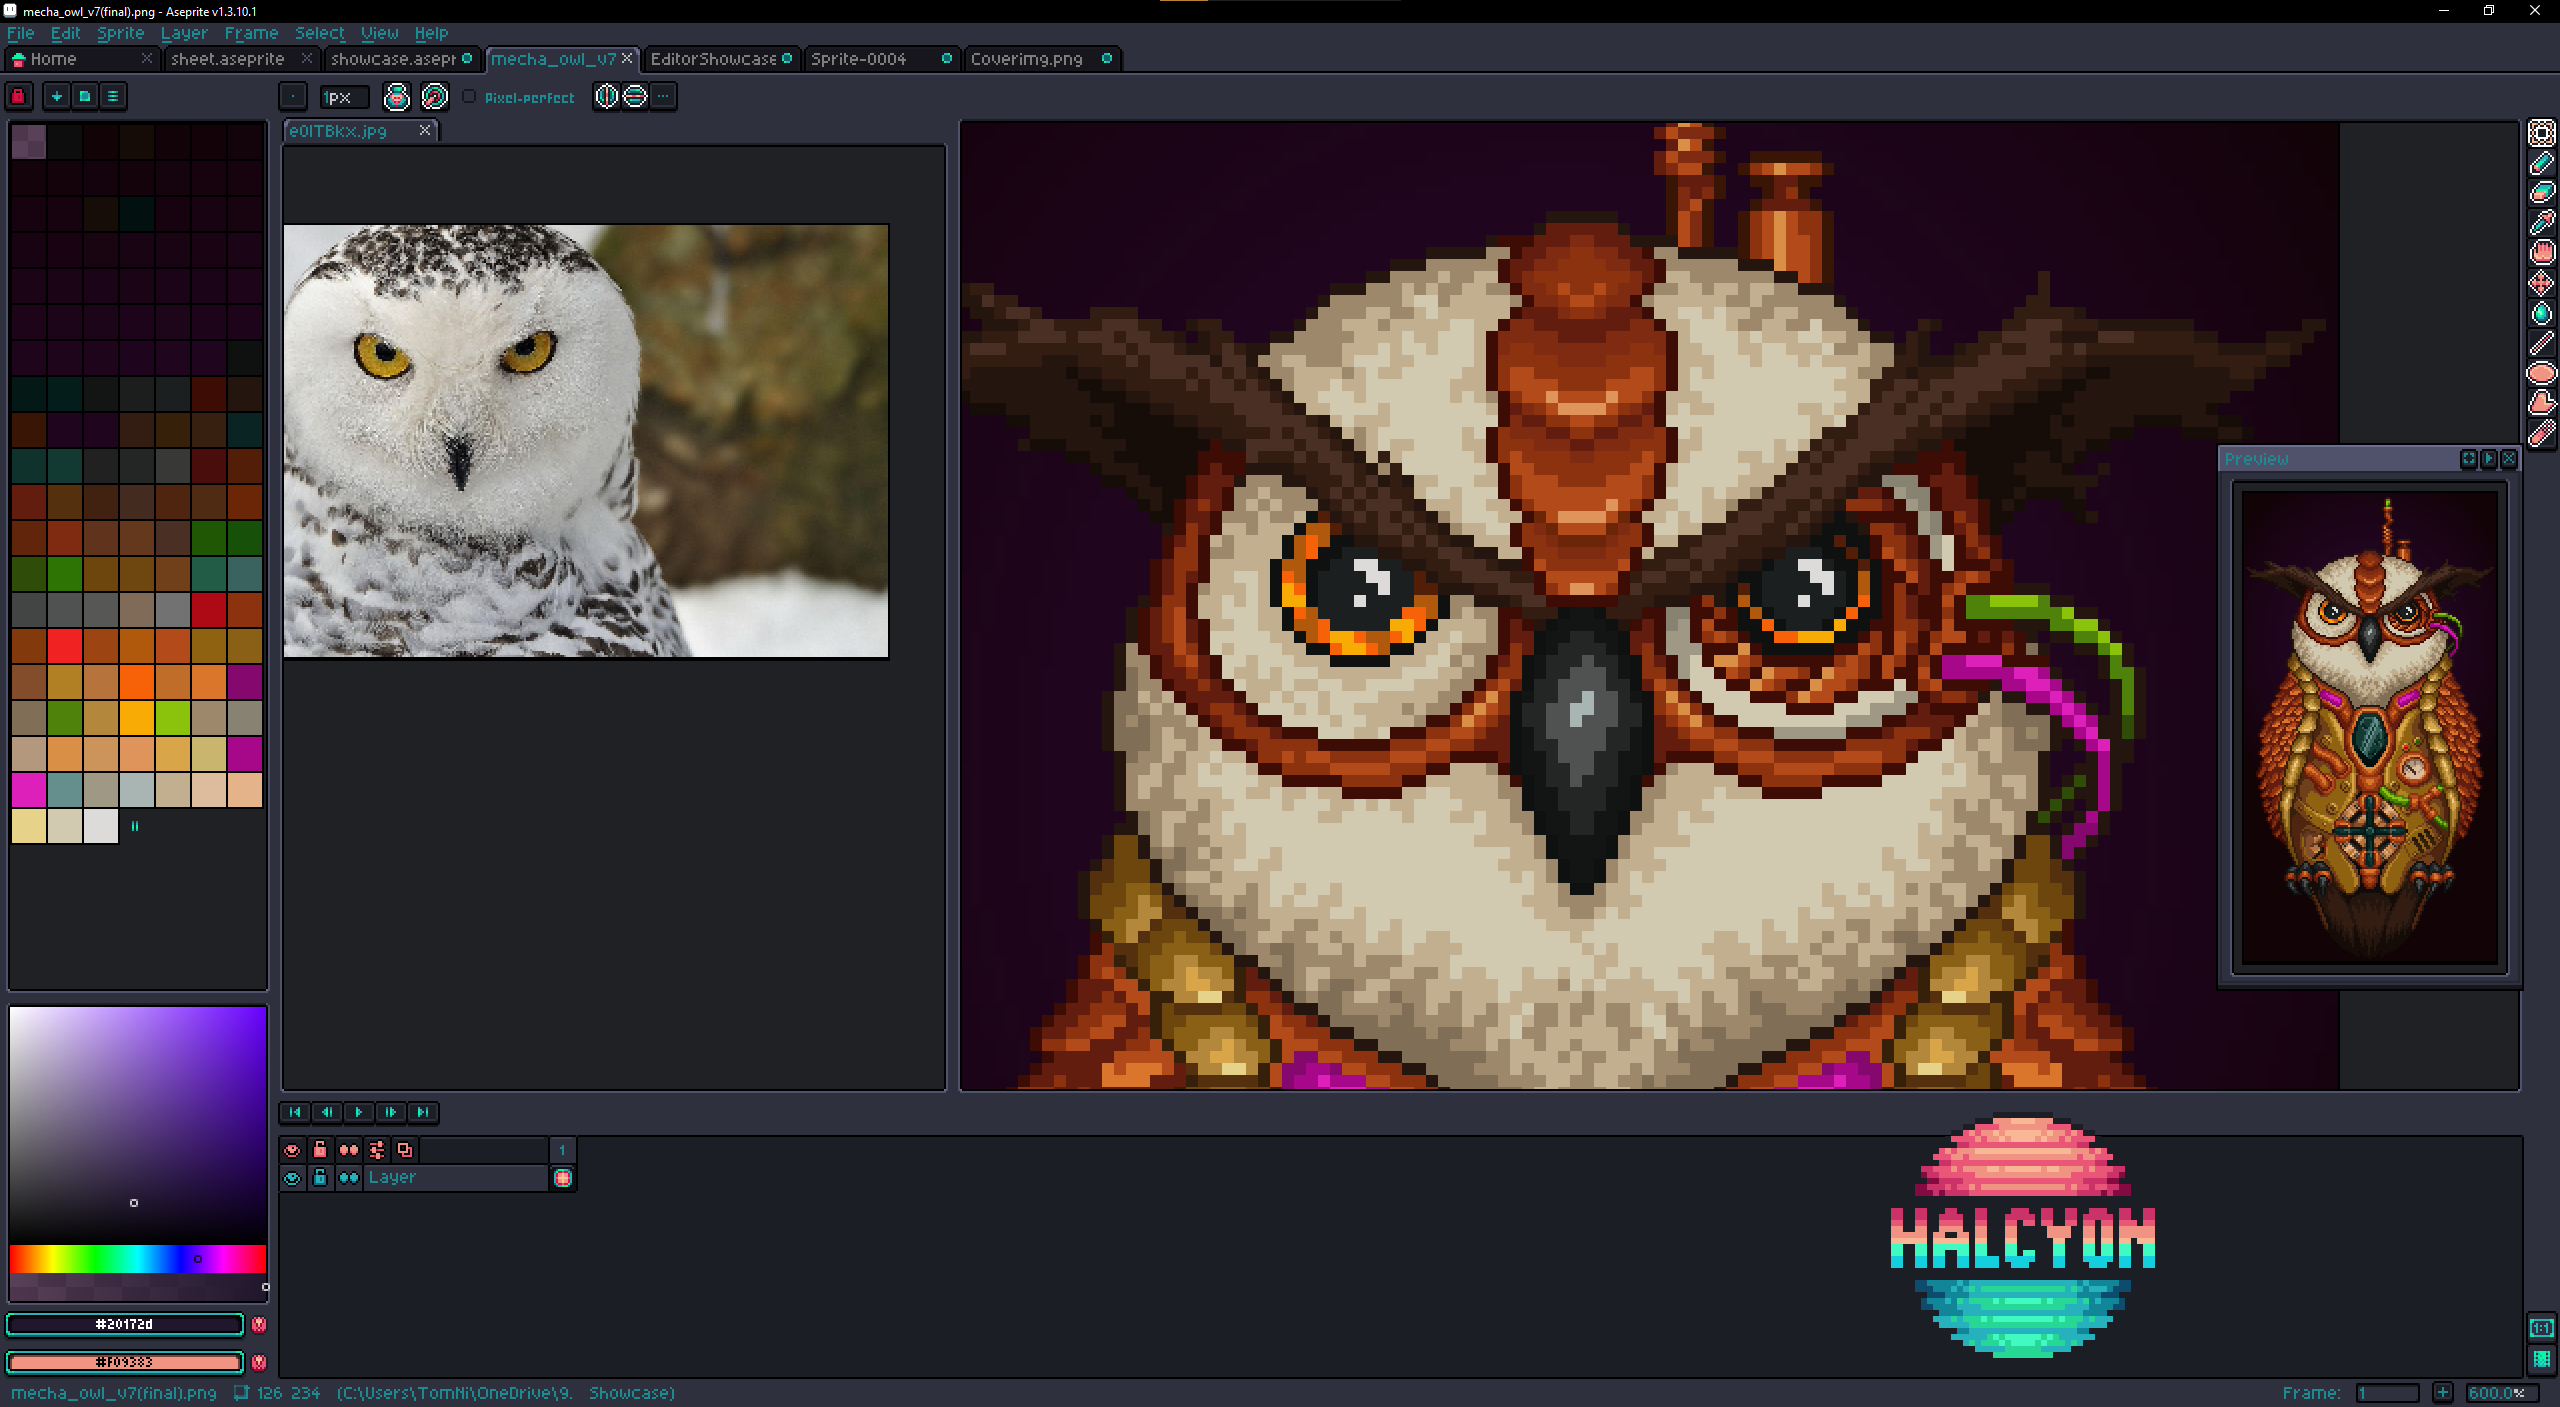 mecha_owl_v7(final).png - Aseprite v1.3.10.1
File Edit Sprite Layer Frame Select View Help
Home sheet.aseprite showcase.asepr mecha_owl_v7 EditorShowcase Sprite-0004 Coverimg.png
1px Pixel-perfect
e0lTBkx.jpg
Preview
1
Layer
HALCYON
#20172d
1:1
#f09383
mecha_owl_v7(final).png 126 234 (C:\Users\TomNi\OneDrive\9. Showcase)
Frame: 1 600.0%